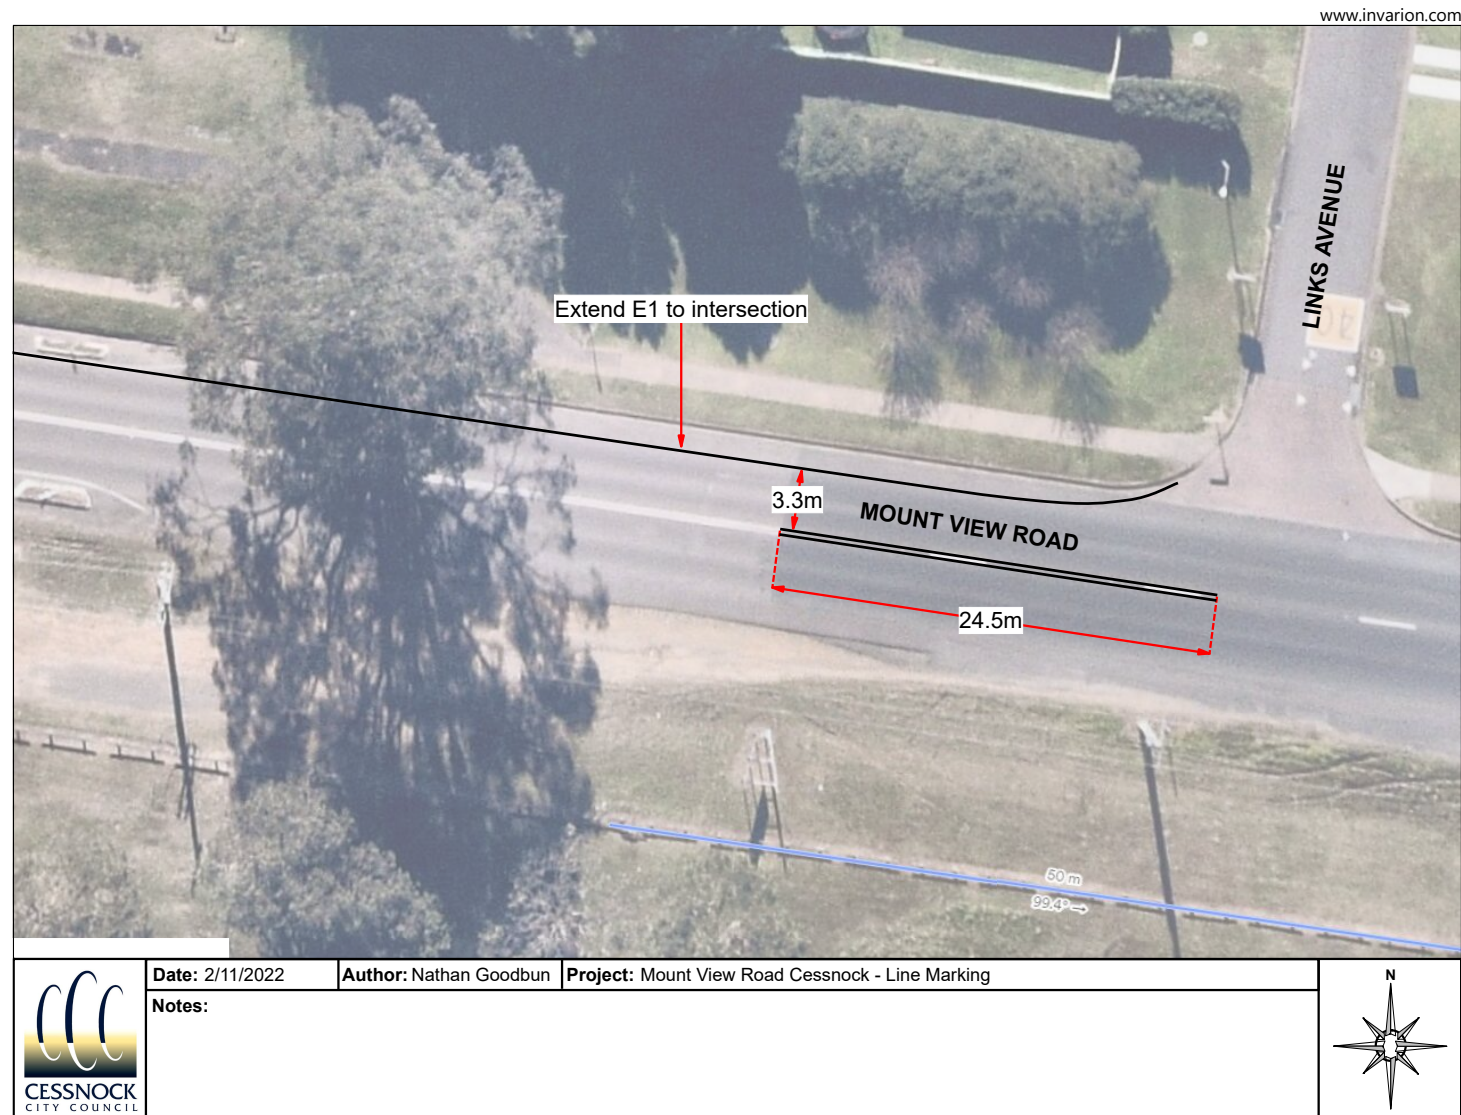 www.invarion.com
LINKS AVENUE
Extend E1 to intersection
3.3m
MOUNT VIEW ROAD
24.5m
50 m
99.4° →
Date: 2/11/2022
Author: Nathan Goodbun
Project: Mount View Road Cessnock - Line Marking
Notes:
N
CESSNOCK
CITY COUNCIL